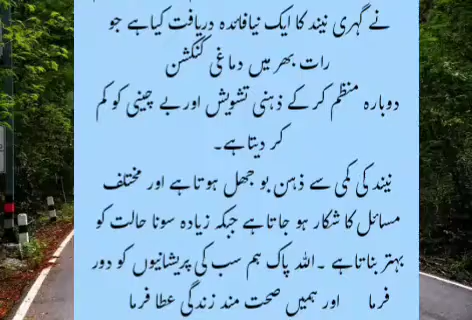 نے گہری نیند کا ایک نیا فائدہ دریافت کیا ہے جو
رات بھر میں دماغی کنکشن
دوبارہ منظم کر کے ذہنی تشویش اور بے چینی کو کم
کر دیتا ہے۔
نیند کی کمی سے ذہن بو جھل ہوتا ہے اور مختلف
مسائل کا شکار ہو جاتا ہے جبکہ زیادہ سونا حالت کو
بہتر بناتا ہے ۔ اللہ پاک ہم سب کی پریشانیوں کو دور
فرما اور ہمیں صحت مند زندگی عطا فرما